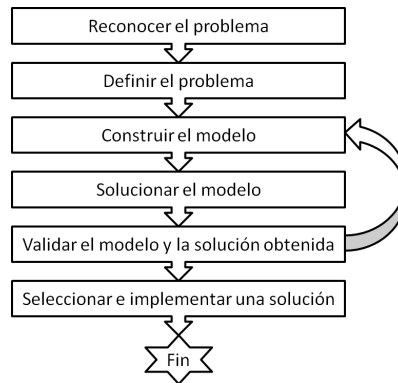 Reconocer el problema
Definir el problema
Construir el modelo
Solucionar el modelo
Validar el modelo y la solución obtenida
Seleccionar e implementar una solución
Fin